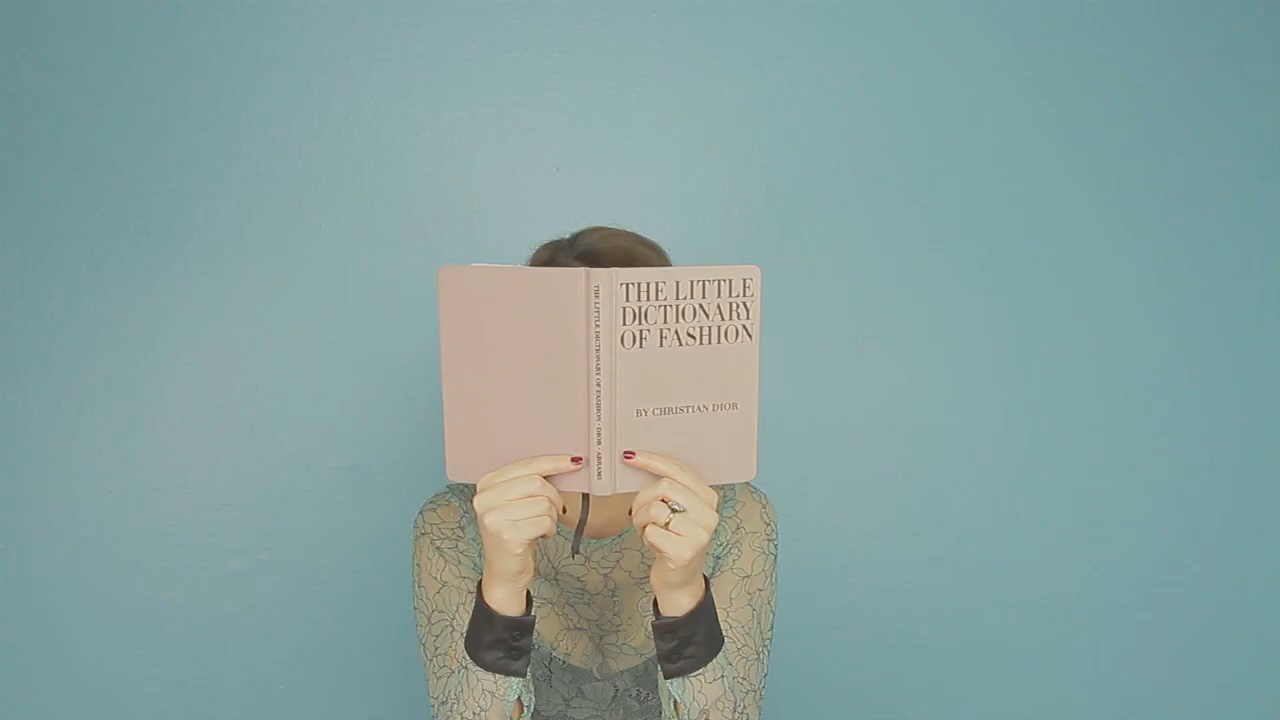 THE LITTLE DICTIONARY OF FASHION · DIOR · ABRAMS
THE LITTLE
DICTIONARY
OF FASHION
BY CHRISTIAN DIOR